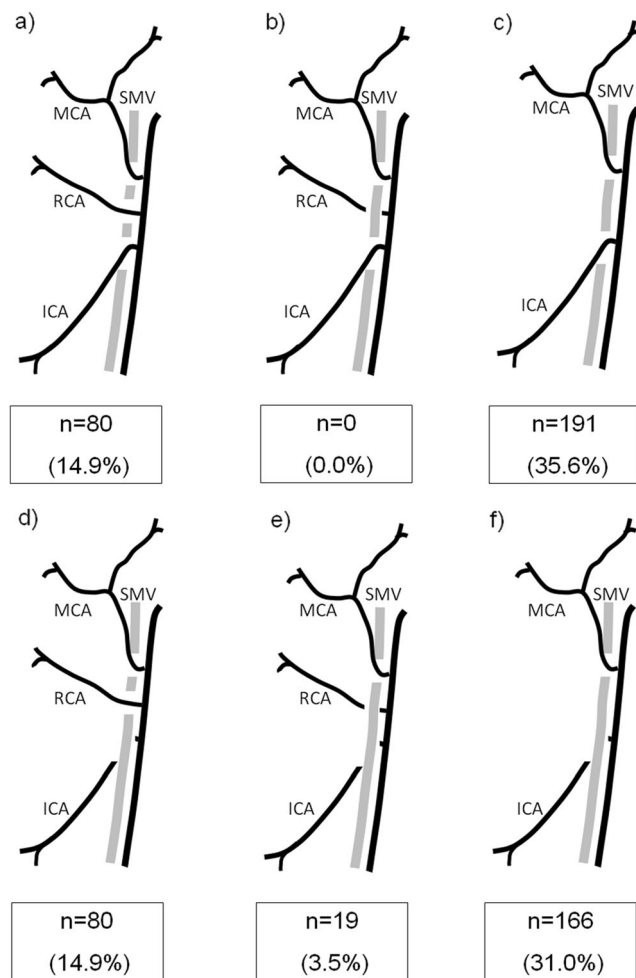 a)
b)
c)
SMV
SMV
SMV
MCA
MCA
MCA
RCA
RCA
ICA
ICA
ICA
n=80
(14.9%)
n=0
(0.0%)
n=191
(35.6%)
d)
e)
f)
SMV
SMV
SMV
MCA
MCA
MCA
RCA
RCA
ICA
ICA
ICA
n=80
(14.9%)
n=19
(3.5%)
n=166
(31.0%)